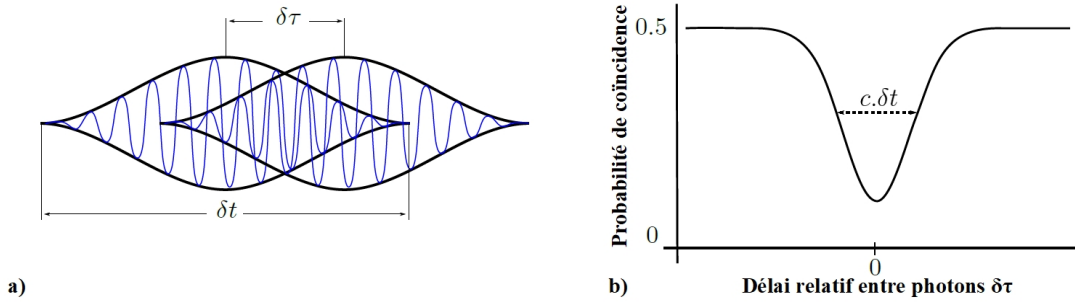 δτ
δt
a)
Probabilité de coïncidence
0.5
c.δt
0
0
b)
Délai relatif entre photons δτ